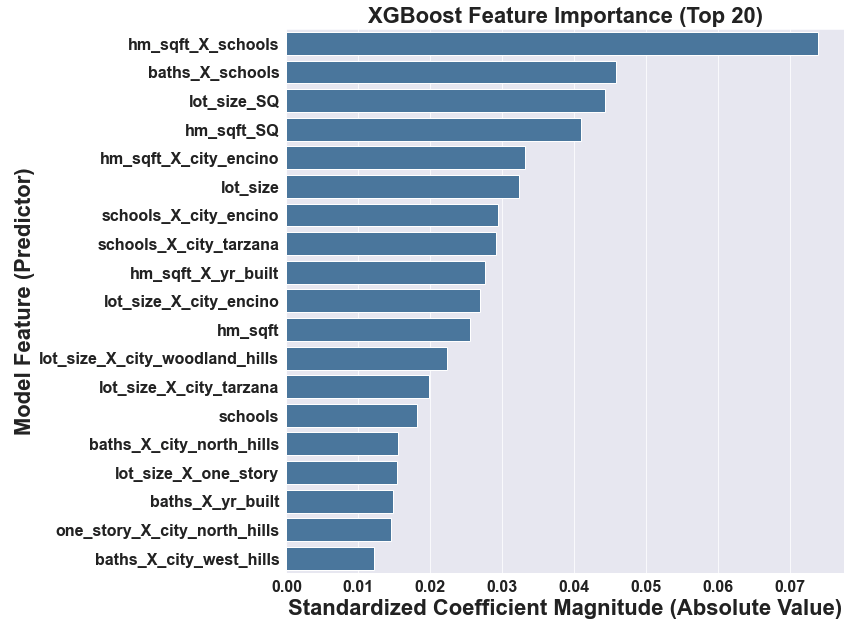 XGBoost Feature Importance (Top 20)
Model Feature (Predictor)
hm_sqft_X_schools
baths_X_schools
lot_size_SQ
hm_sqft_SQ
hm_sqft_X_city_encino
lot_size
schools_X_city_encino
schools_X_city_tarzana
hm_sqft_X_yr_built
lot_size_X_city_encino
hm_sqft
lot_size_X_city_woodland_hills
lot_size_X_city_tarzana
schools
baths_X_city_north_hills
lot_size_X_one_story
baths_X_yr_built
one_story_X_city_north_hills
baths_X_city_west_hills
0.00 0.01 0.02 0.03 0.04 0.05 0.06 0.07
Standardized Coefficient Magnitude (Absolute Value)